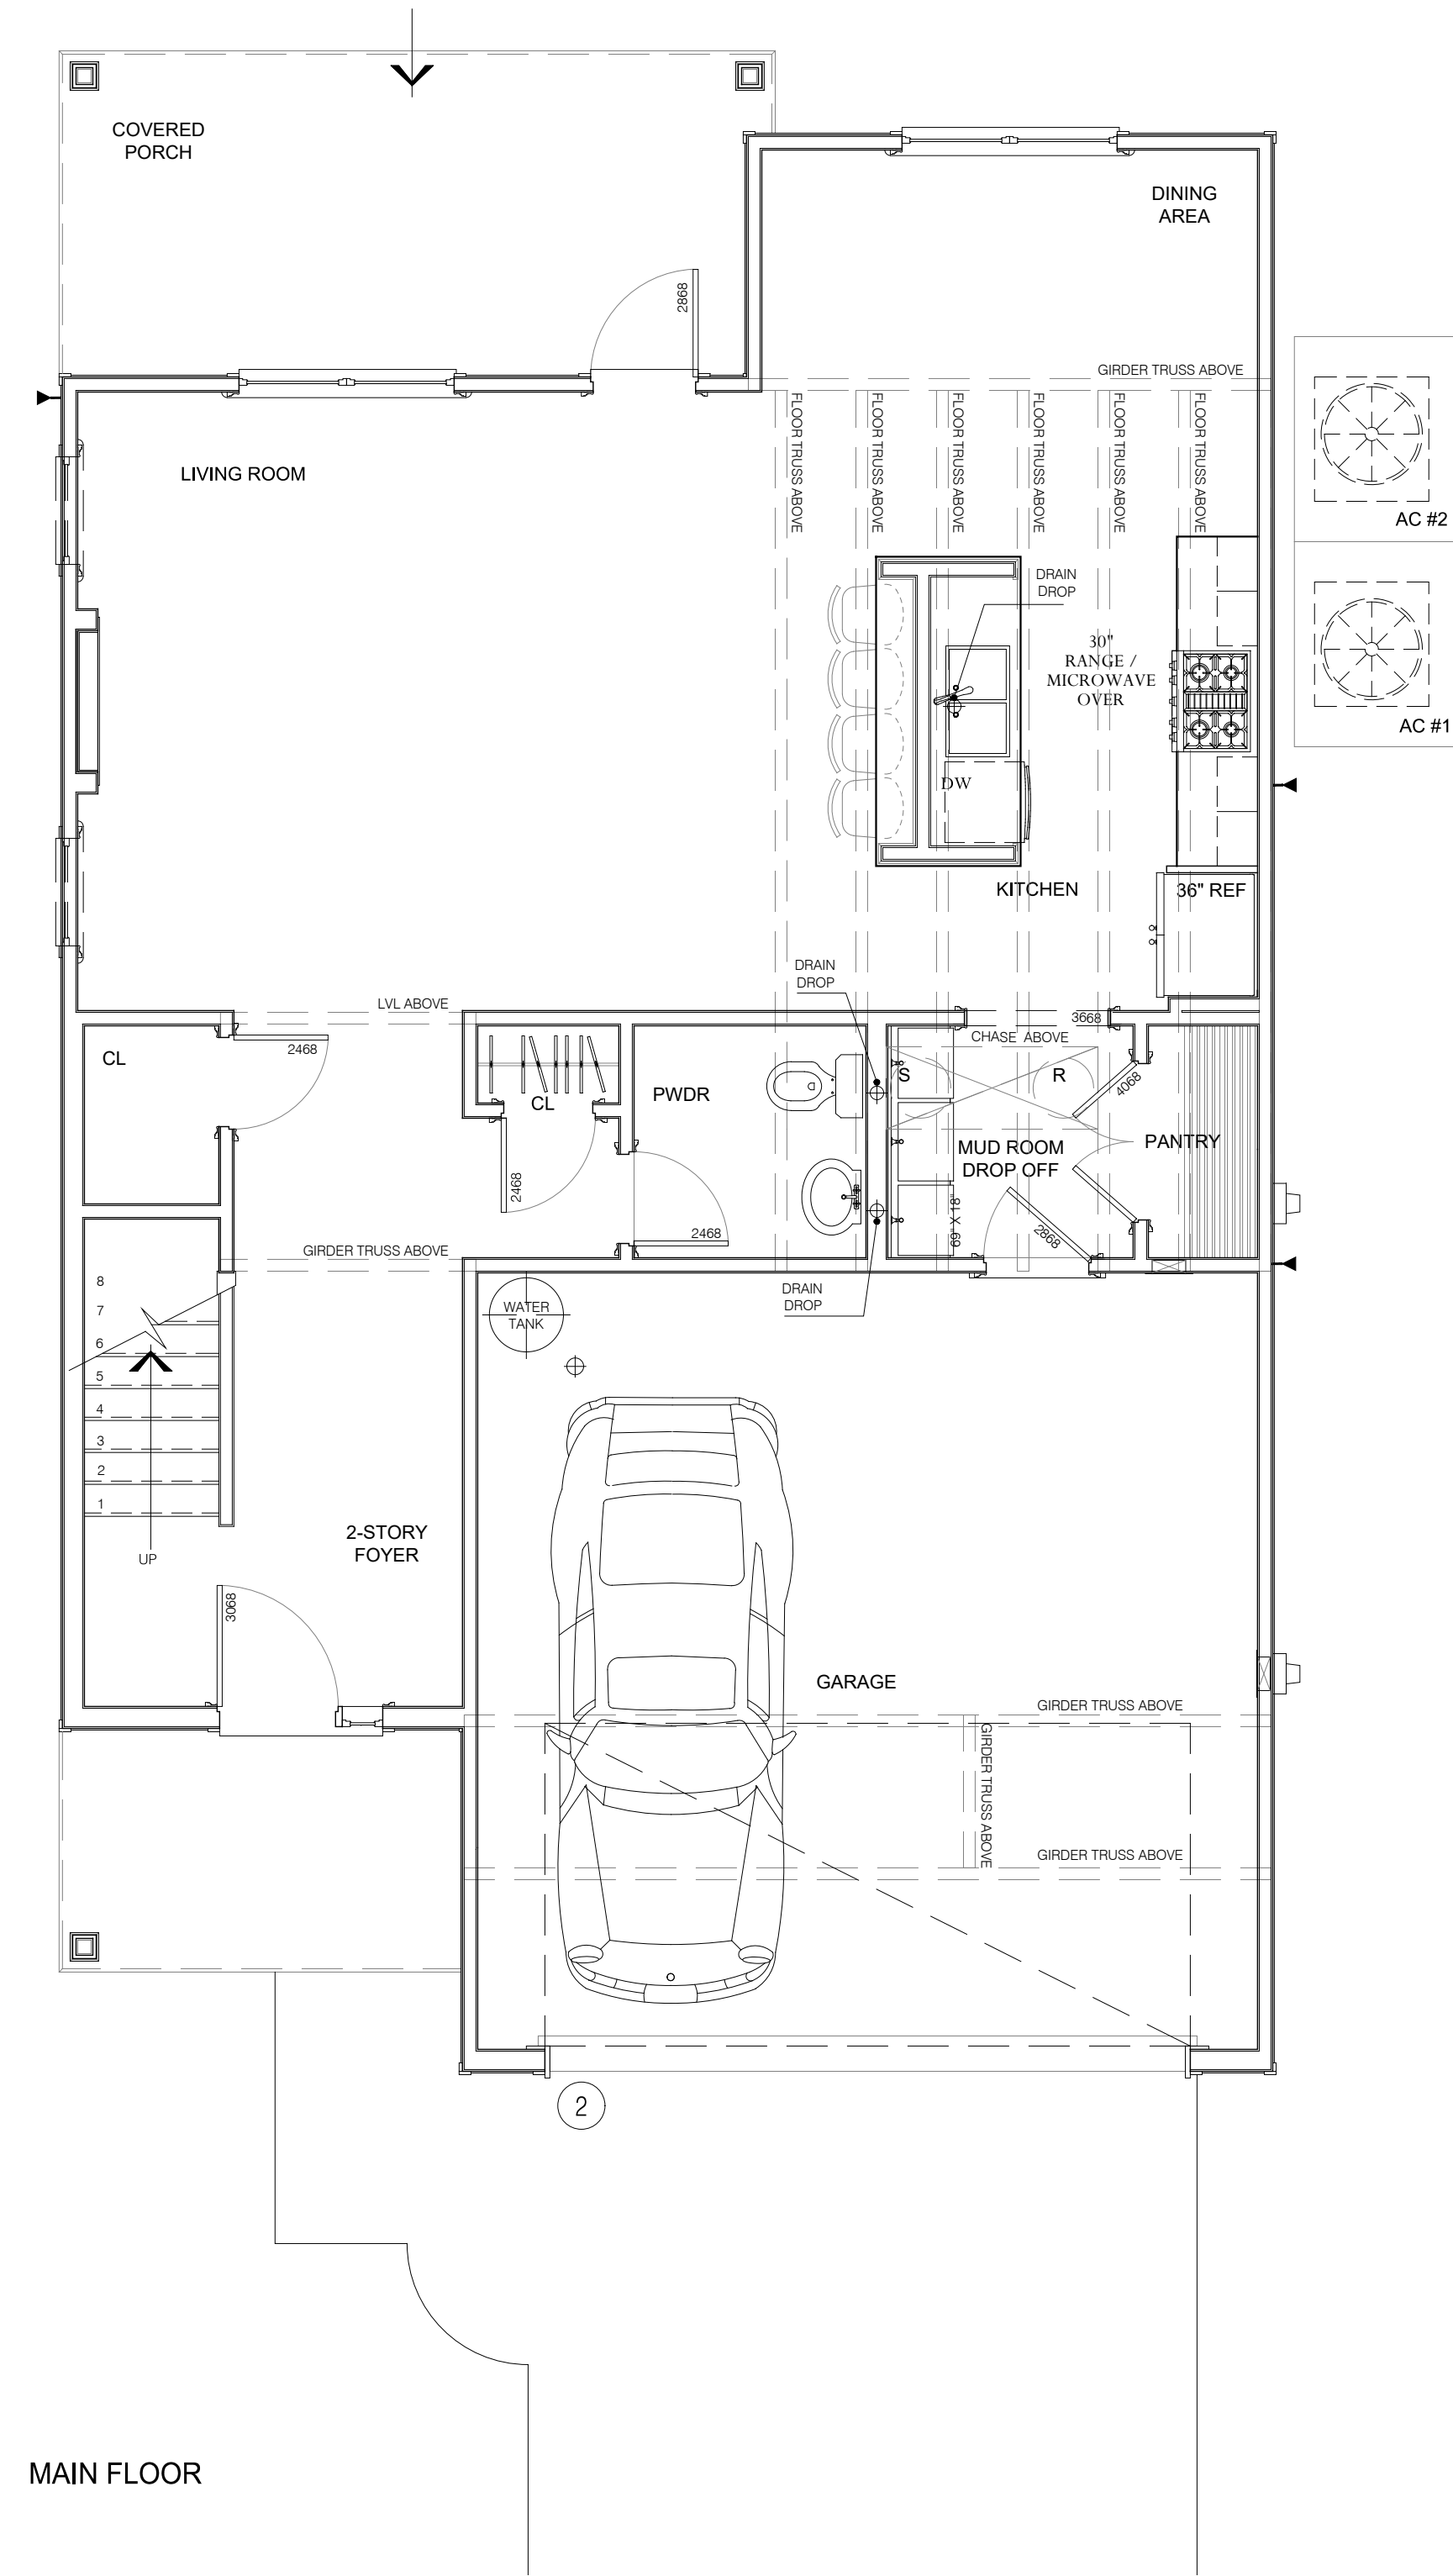 COVERED
PORCH
DINING
AREA
2868
GIRDER TRUSS ABOVE
FLOOR TRUSS ABOVE
FLOOR TRUSS ABOVE
FLOOR TRUSS ABOVE
FLOOR TRUSS ABOVE
FLOOR TRUSS ABOVE
FLOOR TRUSS ABOVE
LIVING ROOM
AC #2
DRAIN
DROP
30"
RANGE /
MICROWAVE
OVER
AC #1
DW
KITCHEN
36" REF
DRAIN
DROP
LVL ABOVE
3668
CHASE ABOVE
2468
CL
S
R
4068
CL
PWDR
PANTRY
MUD ROOM
DROP OFF
2468
69" X 18"
2868
2468
GIRDER TRUSS ABOVE
8
7
6
5
4
3
2
1
UP
DRAIN
DROP
WATER
TANK
2-STORY
FOYER
3068
GARAGE
GIRDER TRUSS ABOVE
GIRDER TRUSS ABOVE
GIRDER TRUSS ABOVE
2
MAIN FLOOR